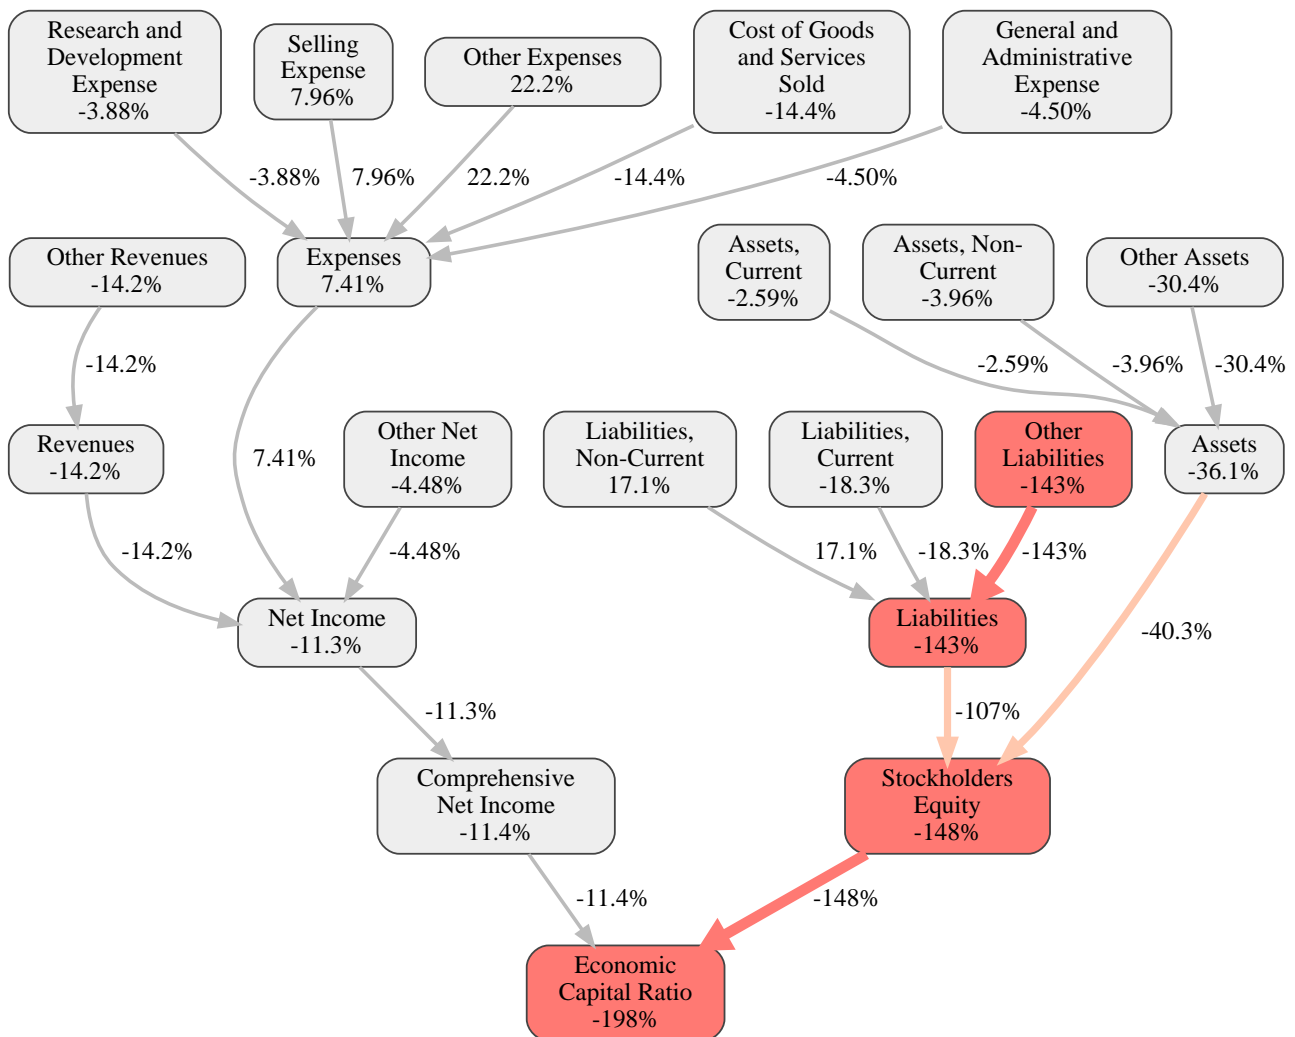 Research and
Development
Expense
-3.88%
Selling
Expense
7.96%
Other Expenses
22.2%
Cost of Goods
and Services
Sold
-14.4%
General and
Administrative
Expense
-4.50%
-3.88%
7.96%
22.2%
-14.4%
-4.50%
Other Revenues
-14.2%
Expenses
7.41%
Assets,
Current
-2.59%
Assets, Non-
Current
-3.96%
Other Assets
-30.4%
-14.2%
-2.59%
-3.96%
-30.4%
Revenues
-14.2%
7.41%
Other Net
Income
-4.48%
Liabilities,
Non-Current
17.1%
Liabilities,
Current
-18.3%
Other
Liabilities
-143%
Assets
-36.1%
-14.2%
-4.48%
17.1%
-18.3%
-143%
Net Income
-11.3%
Liabilities
-143%
-40.3%
-11.3%
-107%
Comprehensive
Net Income
-11.4%
Stockholders
Equity
-148%
-11.4%
-148%
Economic
Capital Ratio
-198%